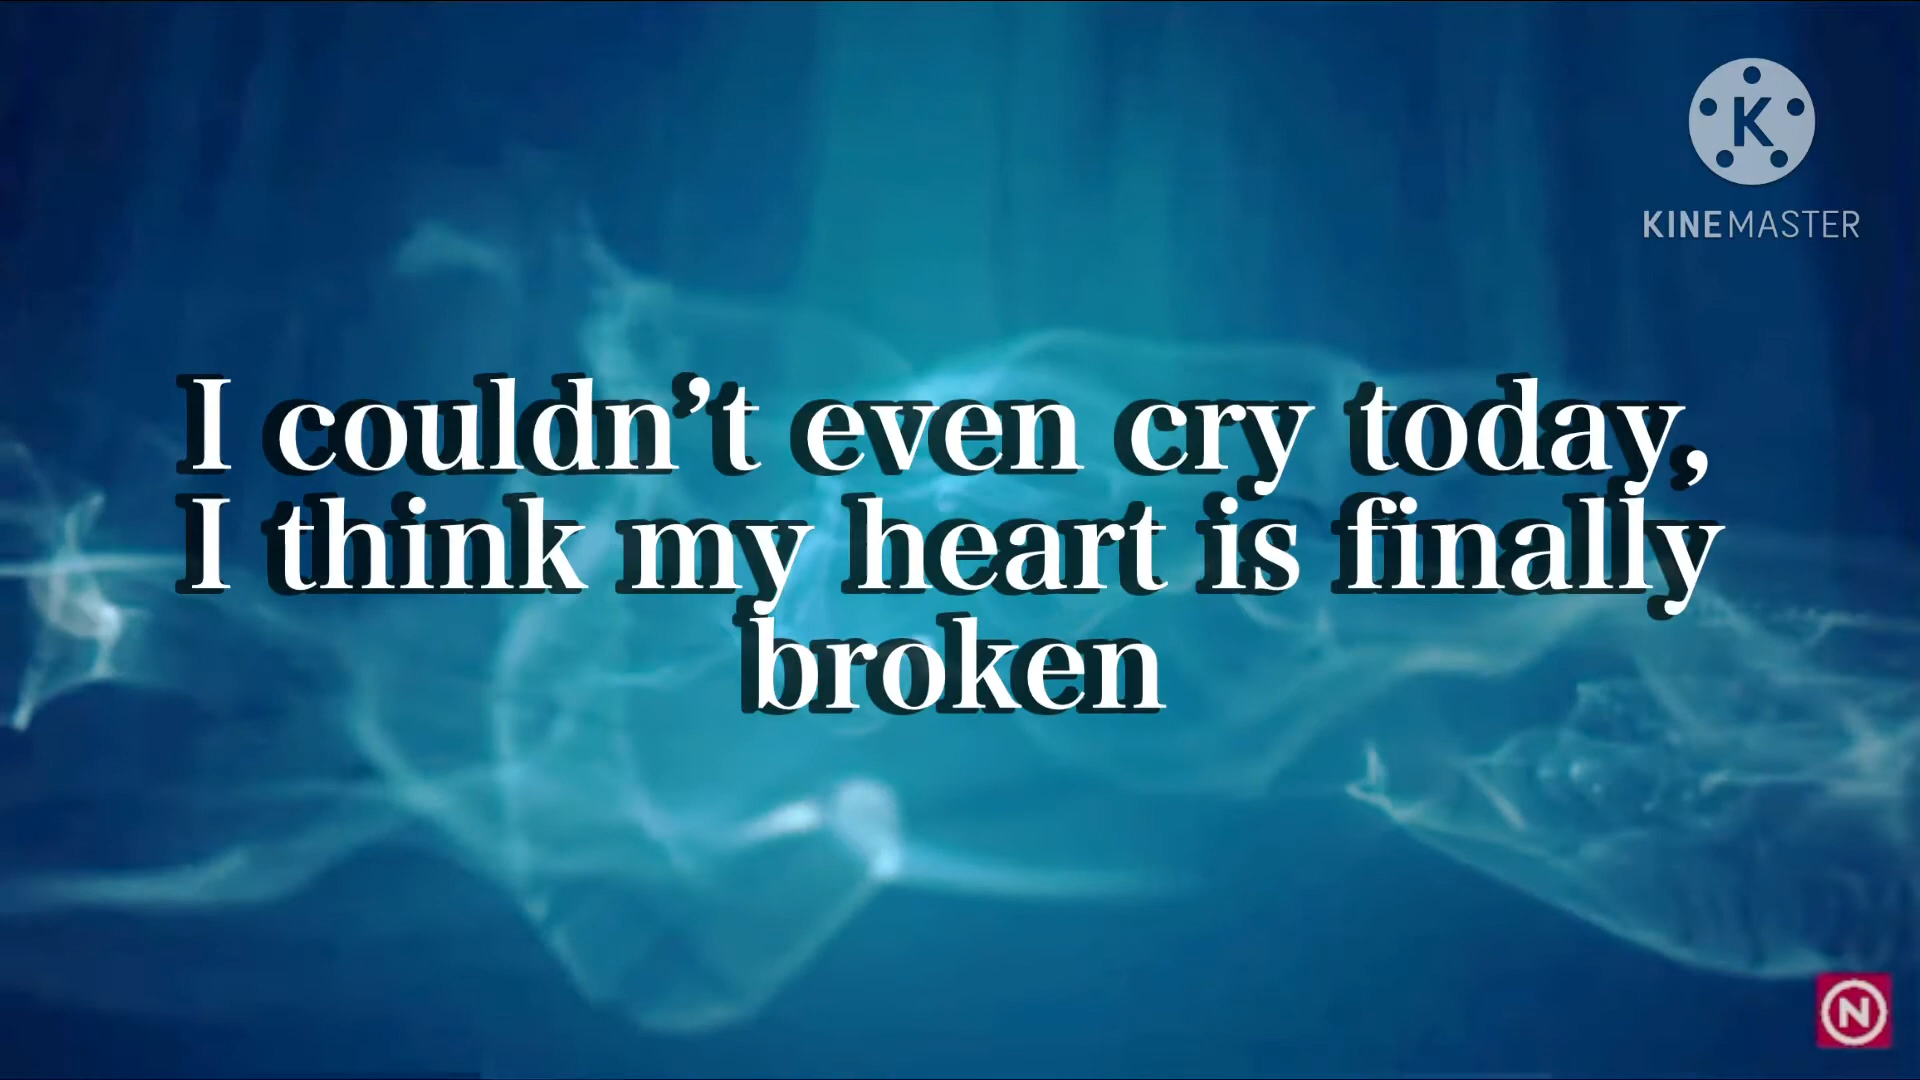 K
KINEMASTER
I couldn’t even cry today,
I think my heart is finally
broken
N